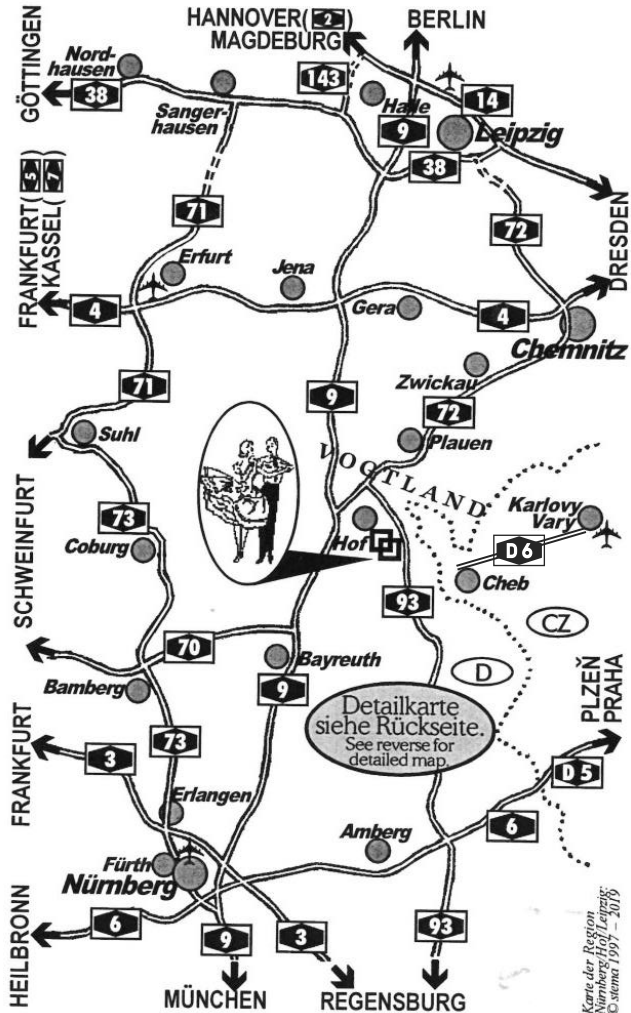 HANNOVER( 2 )
MAGDEBURG
BERLIN
GÖTTINGEN
Nord-
hausen
38
Sanger-
hausen
143
Halle
9
14
Leipzig
38
FRANKFURT( 5
KASSEL( 7
71
72
DRESDEN
Erfurt
Jena
Gera
4
4
Chemnitz
71
9
Zwickau
72
Suhl
Plauen
VOGTLAND
SCHWEINFURT
73
Coburg
Hof
Karlovy
Vary
D 6
Cheb
93
CZ
70
Bayreuth
D
Bamberg
9
Detailkarte
siehe Rückseite.
See reverse for
detailed map.
PLZEŇ
PRAHA
FRANKFURT
3
73
D 5
Erlangen
6
Amberg
Fürth
Nürnberg
HEILBRONN
6
9
3
93
MÜNCHEN
REGENSBURG
Karte der Region
Nürnberg/Hof/Leipzig:
© stema 1997 – 2019